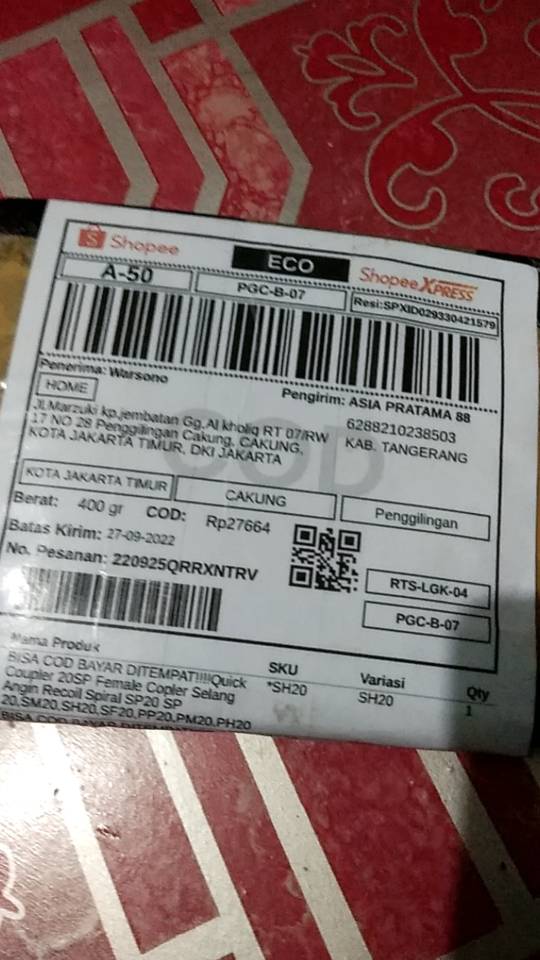 Shopee
ECO
Shopee XPRESS
A-50
PGC-B-07
Resi:SPXID029330421579
Penerima: Warsono
Pengirim: ASIA PRATAMA 88
HOME
6288210238503
KAB. TANGERANG
Jl.Marzuki kp.jembatan Gg.Al kholiq RT 07/RW
17 NO 28 Penggilingan Cakung, CAKUNG,
KOTA JAKARTA TIMUR, DKI JAKARTA
COD
KOTA JAKARTA TIMUR
CAKUNG
Penggilingan
Berat: 400 gr COD: Rp27664
Batas Kirim: 27-09-2022
No. Pesanan: 220925QRRXNTRV
RTS-LGK-04
PGC-B-07
Nama Produk SKU Variasi Qty
BISA COD BAYAR DITEMPAT!!!!Quick *SH20 SH20 1
Coupler 20SP Female Copler Selang
Angin Recoil Spiral SP20 SP
20,SM20,SH20,SF20,PP20,PM20,PH20
BISA COD BAYAR DITEMPAT